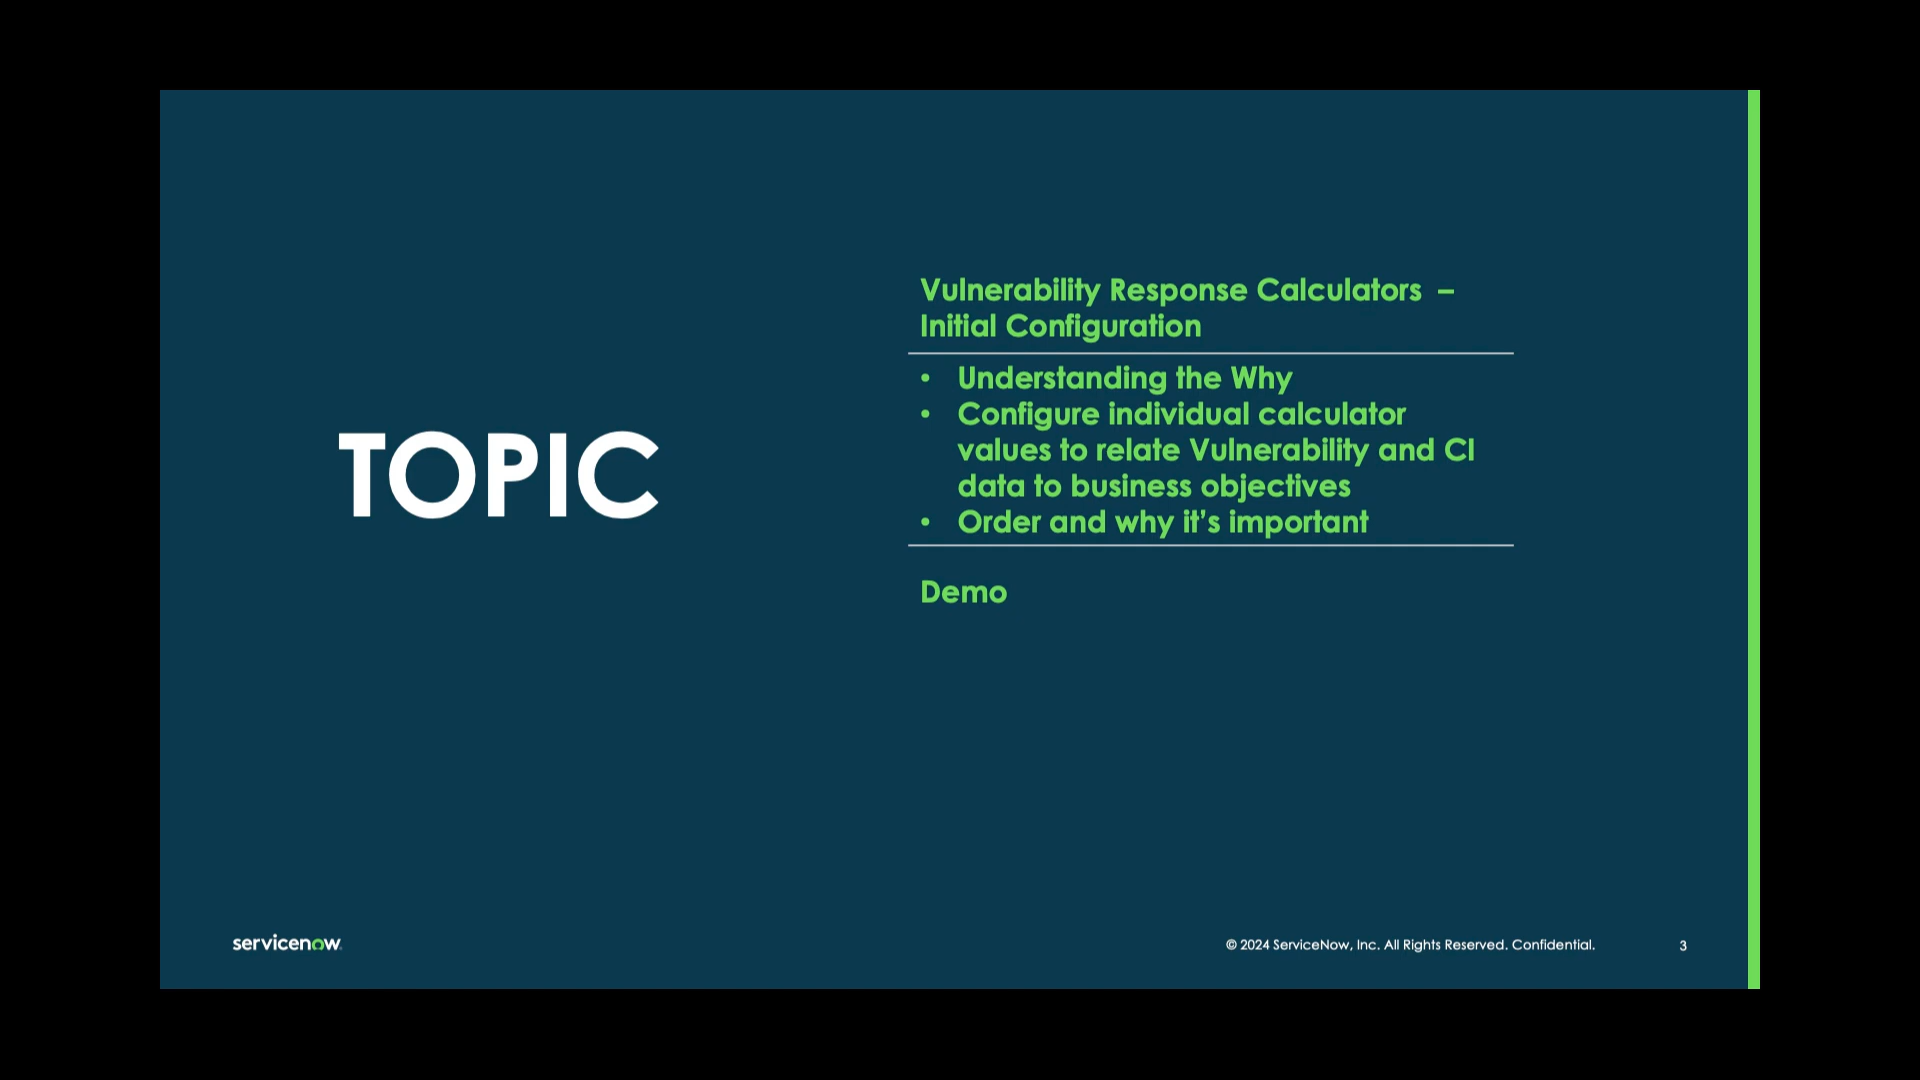 TOPIC
Vulnerability Response Calculators –
Initial Configuration
• Understanding the Why
• Configure individual calculator
values to relate Vulnerability and CI
data to business objectives
• Order and why it’s important
Demo
servicenow
© 2024 ServiceNow, Inc. All Rights Reserved. Confidential.
3